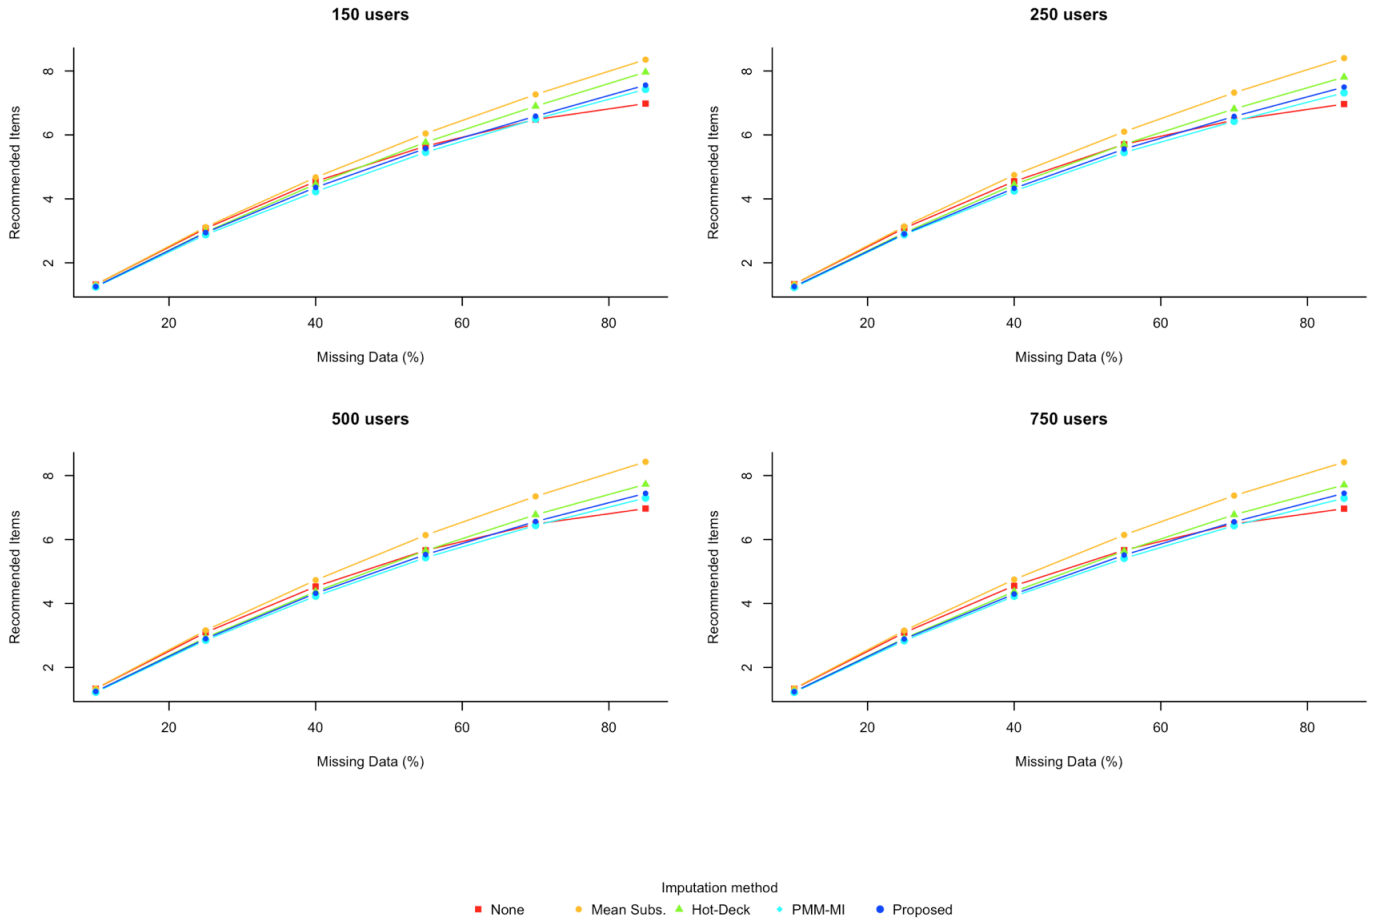 150 users
Recommended Items
8
6
4
2
20 40 60 80
Missing Data (%)
250 users
Recommended Items
8
6
4
2
20 40 60 80
Missing Data (%)
500 users
Recommended Items
8
6
4
2
20 40 60 80
Missing Data (%)
750 users
Recommended Items
8
6
4
2
20 40 60 80
Missing Data (%)
Imputation method
None Mean Subs. Hot-Deck PMM-MI Proposed